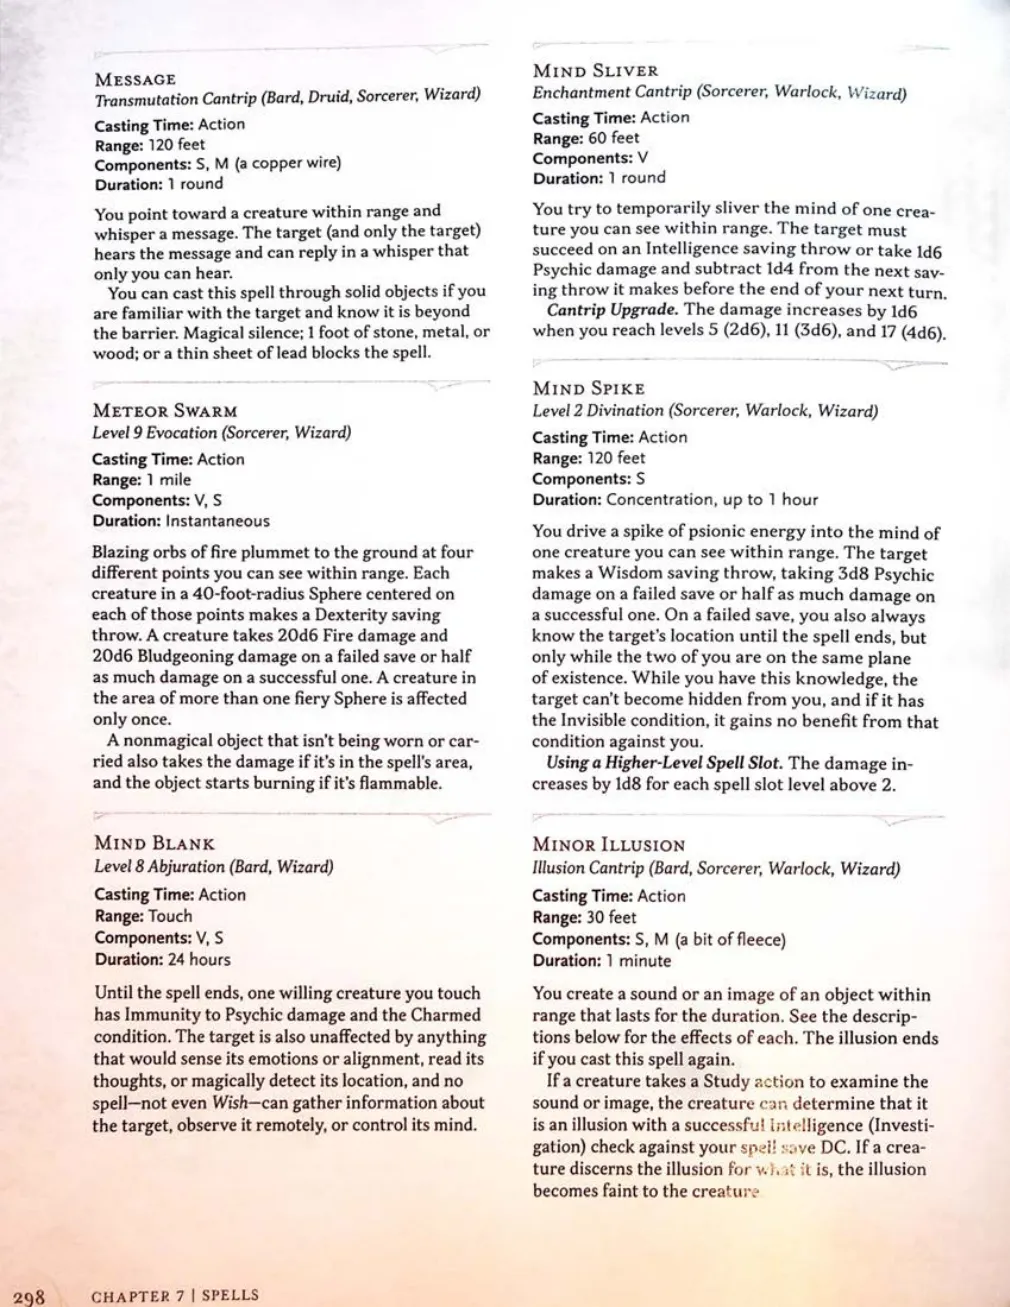 MESSAGE
Transmutation Cantrip (Bard, Druid, Sorcerer, Wizard)
Casting Time: Action
Range: 120 feet
Components: S, M (a copper wire)
Duration: 1 round
You point toward a creature within range and
whisper a message. The target (and only the target)
hears the message and can reply in a whisper that
only you can hear.
You can cast this spell through solid objects if you
are familiar with the target and know it is beyond
the barrier. Magical silence; 1 foot of stone, metal, or
wood; or a thin sheet of lead blocks the spell.
METEOR SWARM
Level 9 Evocation (Sorcerer, Wizard)
Casting Time: Action
Range: 1 mile
Components: V, S
Duration: Instantaneous
Blazing orbs of fire plummet to the ground at four
different points you can see within range. Each
creature in a 40-foot-radius Sphere centered on
each of those points makes a Dexterity saving
throw. A creature takes 20d6 Fire damage and
20d6 Bludgeoning damage on a failed save or half
as much damage on a successful one. A creature in
the area of more than one fiery Sphere is affected
only once.
A nonmagical object that isn't being worn or car-
ried also takes the damage if it's in the spell's area,
and the object starts burning if it's flammable.
MIND BLANK
Level 8 Abjuration (Bard, Wizard)
Casting Time: Action
Range: Touch
Components: V, S
Duration: 24 hours
Until the spell ends, one willing creature you touch
has Immunity to Psychic damage and the Charmed
condition. The target is also unaffected by anything
that would sense its emotions or alignment, read its
thoughts, or magically detect its location, and no
spell—not even Wish—can gather information about
the target, observe it remotely, or control its mind.
MIND SLIVER
Enchantment Cantrip (Sorcerer, Warlock, Wizard)
Casting Time: Action
Range: 60 feet
Components: V
Duration: 1 round
You try to temporarily sliver the mind of one crea-
ture you can see within range. The target must
succeed on an Intelligence saving throw or take 1d6
Psychic damage and subtract 1d4 from the next sav-
ing throw it makes before the end of your next turn.
Cantrip Upgrade. The damage increases by 1d6
when you reach levels 5 (2d6), 11 (3d6), and 17 (4d6).
MIND SPIKE
Level 2 Divination (Sorcerer, Warlock, Wizard)
Casting Time: Action
Range: 120 feet
Components: S
Duration: Concentration, up to 1 hour
You drive a spike of psionic energy into the mind of
one creature you can see within range. The target
makes a Wisdom saving throw, taking 3d8 Psychic
damage on a failed save or half as much damage on
a successful one. On a failed save, you also always
know the target's location until the spell ends, but
only while the two of you are on the same plane
of existence. While you have this knowledge, the
target can't become hidden from you, and if it has
the Invisible condition, it gains no benefit from that
condition against you.
Using a Higher-Level Spell Slot. The damage in-
creases by 1d8 for each spell slot level above 2.
MINOR ILLUSION
Illusion Cantrip (Bard, Sorcerer, Warlock, Wizard)
Casting Time: Action
Range: 30 feet
Components: S, M (a bit of fleece)
Duration: 1 minute
You create a sound or an image of an object within
range that lasts for the duration. See the descrip-
tions below for the effects of each. The illusion ends
if you cast this spell again.
If a creature takes a Study action to examine the
sound or image, the creature can determine that it
is an illusion with a successful Intelligence (Investi-
gation) check against your spell save DC. If a crea-
ture discerns the illusion for what it is, the illusion
becomes faint to the creature
298 CHAPTER 7 | SPELLS